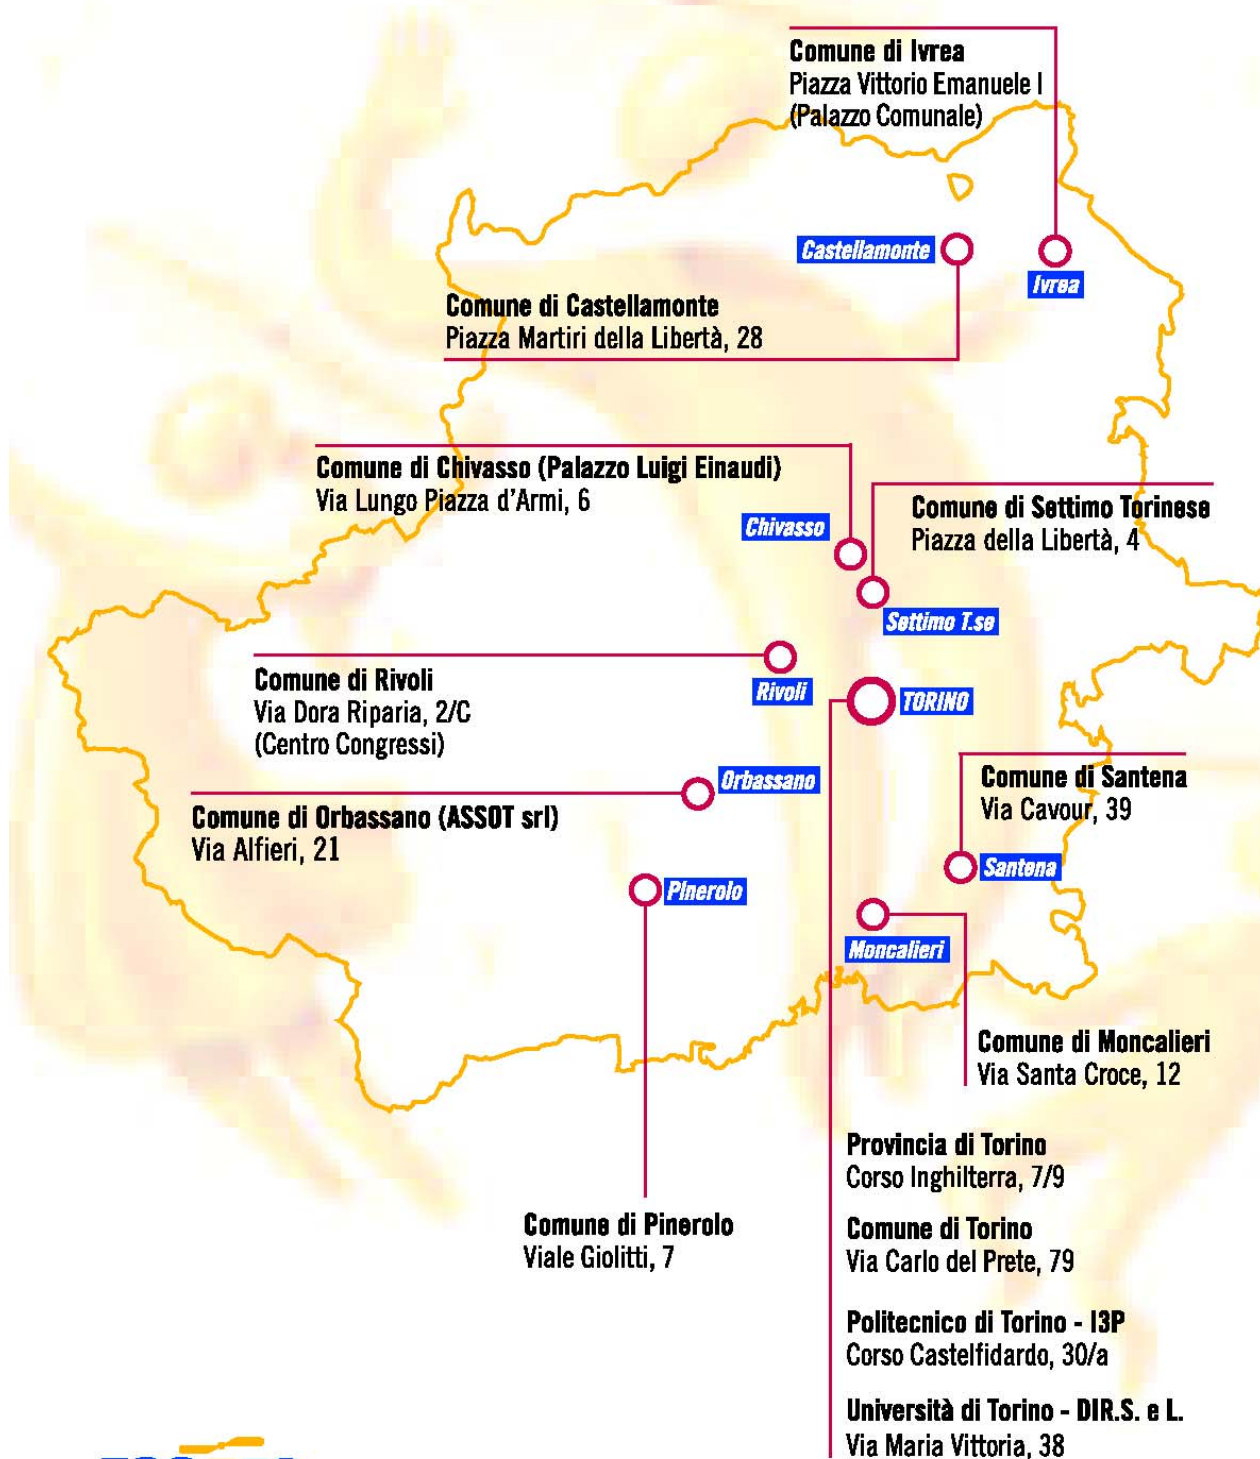 Comune di Ivrea
Piazza Vittorio Emanuele I
(Palazzo Comunale)
Castellamonte
Ivrea
Comune di Castellamonte
Piazza Martiri della Libertà, 28
Comune di Chivasso (Palazzo Luigi Einaudi)
Via Lungo Piazza d'Armi, 6
Chivasso
Comune di Settimo Torinese
Piazza della Libertà, 4
Settimo T.se
Comune di Rivoli
Via Dora Riparia, 2/C
(Centro Congressi)
Rivoli
TORINO
Orbassano
Comune di Orbassano (ASSOT srl)
Via Alfieri, 21
Comune di Santena
Via Cavour, 39
Santena
Pinerolo
Moncalieri
Comune di Moncalieri
Via Santa Croce, 12
Provincia di Torino
Corso Inghilterra, 7/9
Comune di Pinerolo
Viale Giolitti, 7
Comune di Torino
Via Carlo del Prete, 79
Politecnico di Torino - I3P
Corso Castelfidardo, 30/a
Università di Torino - DIR.S. e L.
Via Maria Vittoria, 38